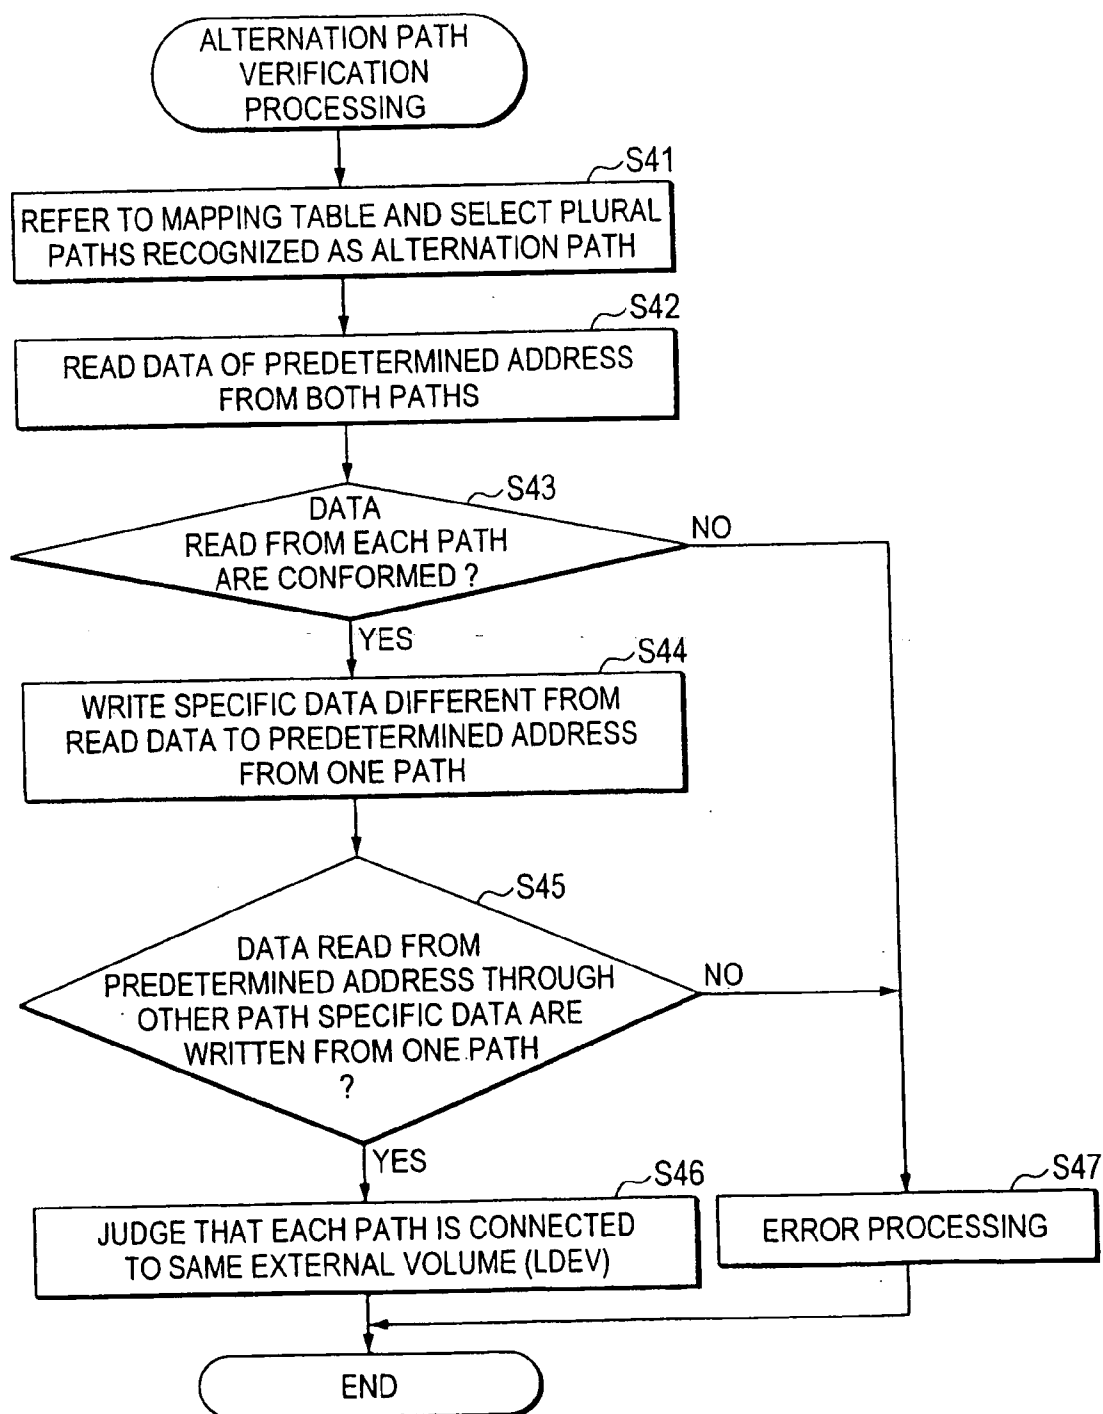 ALTERNATION PATH
VERIFICATION
PROCESSING
S41
REFER TO MAPPING TABLE AND SELECT PLURAL
PATHS RECOGNIZED AS ALTERNATION PATH
S42
READ DATA OF PREDETERMINED ADDRESS
FROM BOTH PATHS
S43
DATA
READ FROM EACH PATH
ARE CONFORMED ?
NO
YES
S44
WRITE SPECIFIC DATA DIFFERENT FROM
READ DATA TO PREDETERMINED ADDRESS
FROM ONE PATH
S45
DATA READ FROM
PREDETERMINED ADDRESS THROUGH
OTHER PATH SPECIFIC DATA ARE
WRITTEN FROM ONE PATH
?
NO
YES
S46
JUDGE THAT EACH PATH IS CONNECTED
TO SAME EXTERNAL VOLUME (LDEV)
S47
ERROR PROCESSING
END